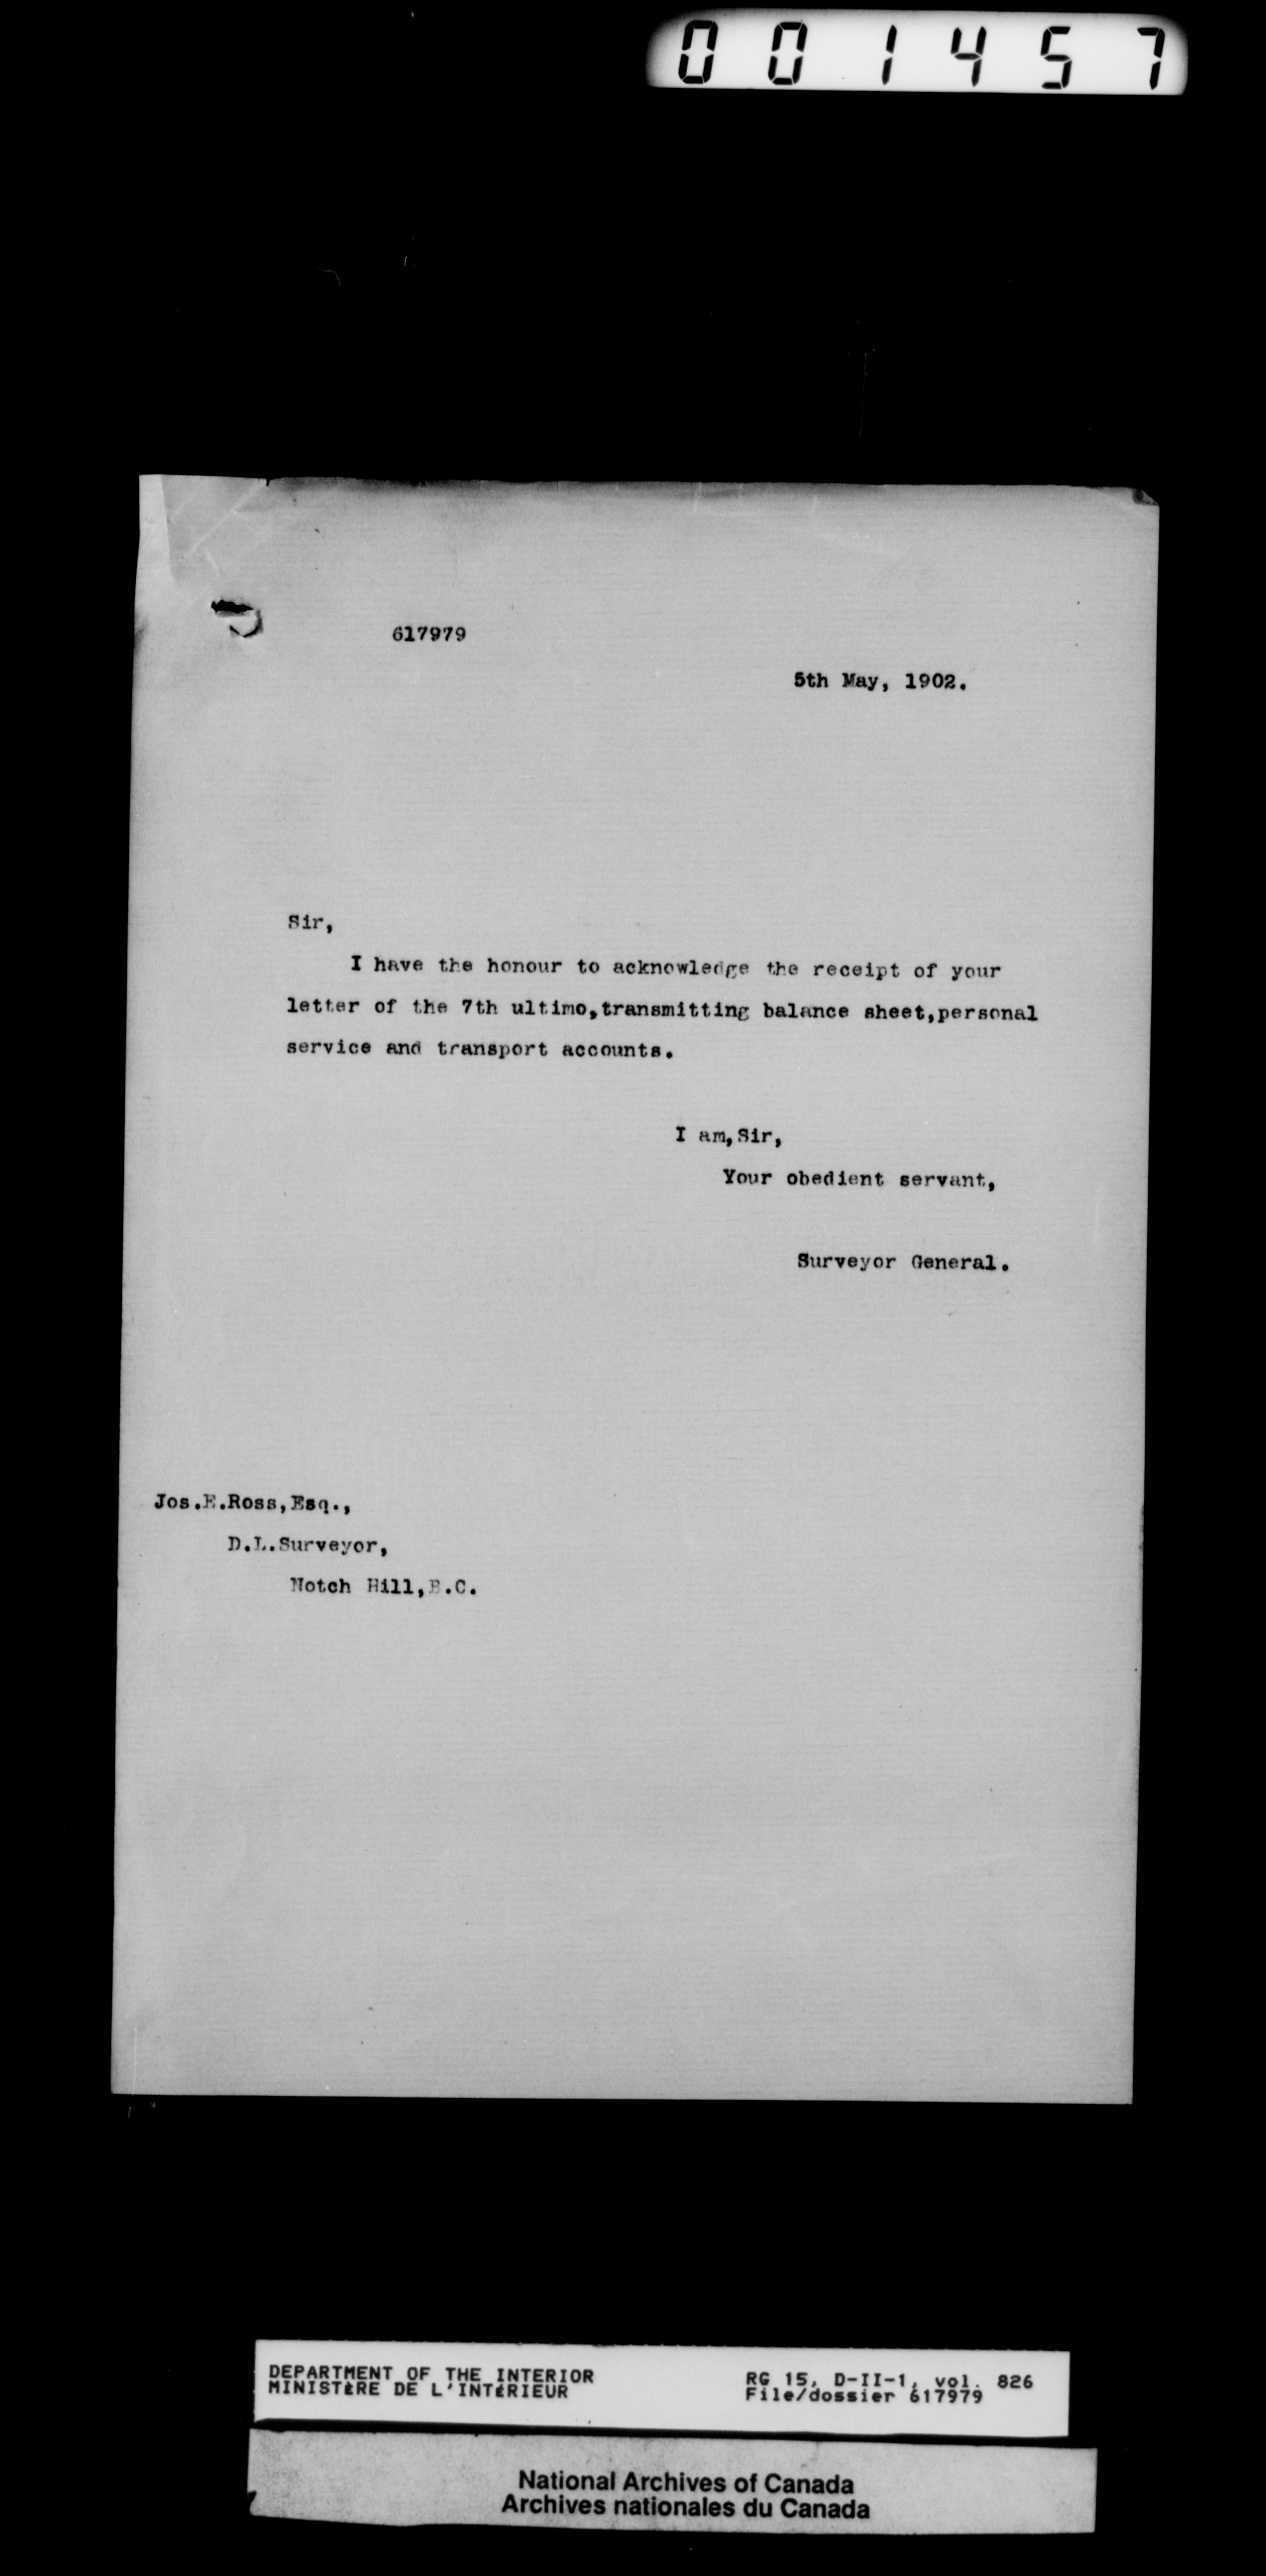 001457
617979
5th May, 1902.
Sir,
I have the honour to acknowledge the receipt of your
letter of the 7th ultimo,transmitting balance sheet,personal
service and transport accounts.
I am,Sir,
Your obedient servant,
Surveyor General.
Jos.E.Ross,Esq.,
D.L.Surveyor,
Notch Hill,B.C.
DEPARTMENT OF THE INTERIOR
MINISTÈRE DE L'INTÉRIEUR
RG 15, D-II-1, vol. 826
File/dossier 617979
National Archives of Canada
Archives nationales du Canada